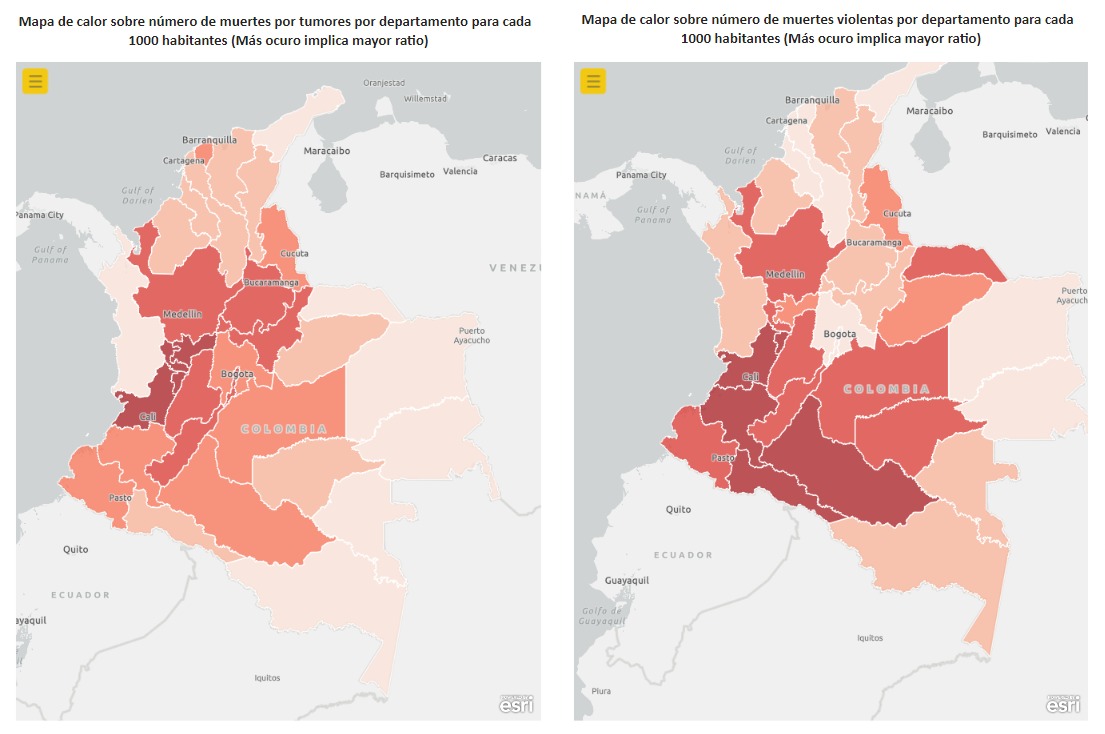 Mapa de calor sobre número de muertes por tumores por departamento para cada
1000 habitantes (Más ocuro implica mayor ratio)
Oranjestad
Willemstad
Barranquilla
Cartagena
Maracaibo
Caracas
Barquisimeto
Valencia
Gulf of
Darien
Panama City
Gulf of
Panama
Cucuta
VENEZU
Bucaramanga
Medellin
Puerto
Ayacucho
Bogota
Cali
COLOMBIA
Pasto
Quito
ECUADOR
ayaquil
Iquitos
esri
Mapa de calor sobre número de muertes violentas por departamento para cada
1000 habitantes (Más ocuro implica mayor ratio)
Barranquilla
Cartagena
Maracaibo
Barquisimeto
Valencia
Gulf of
Darien
Panama City
NAMÁ
Gulf of
Panama
Cucuta
Bucaramanga
Medellin
Puerto
Ayacuch
Bogota
Cali
COLOMBIA
Pasto
Quito
ECUADOR
Guayaquil
Golfo de
Guayaquil
Iquitos
Piura
esri